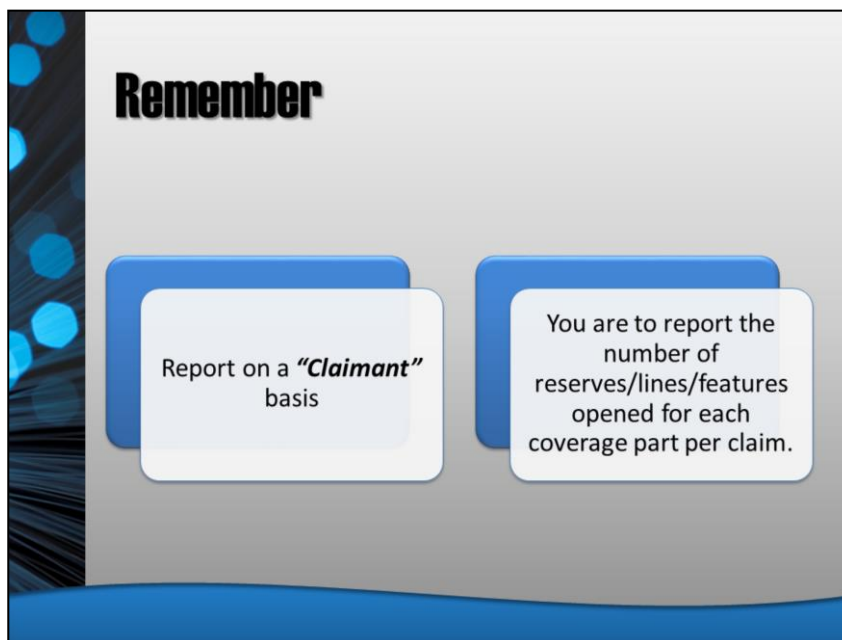 Remember
Report on a “Claimant”
basis
You are to report the
number of
reserves/lines/features
opened for each
coverage part per claim.